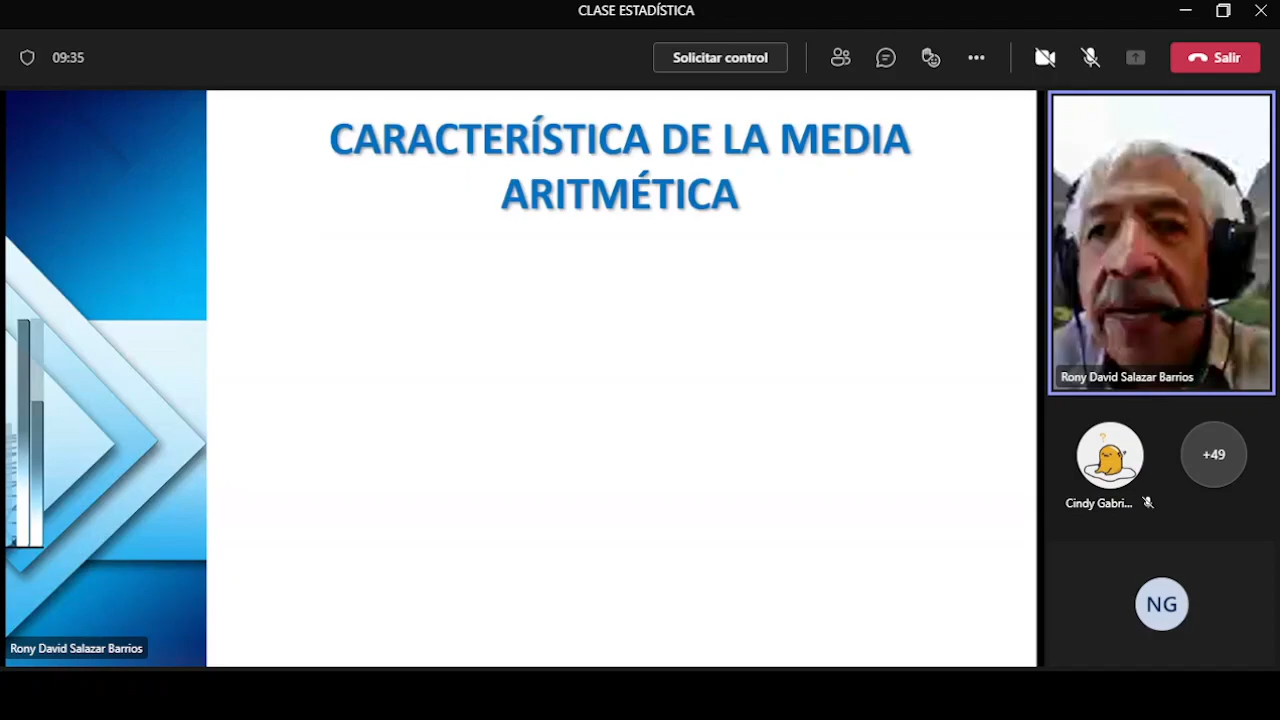 CLASE ESTADÍSTICA
09:35
Solicitar control
Salir
CARACTERÍSTICA DE LA MEDIA
ARITMÉTICA
Rony David Salazar Barrios
Cindy Gabri...
+49
NG
Rony David Salazar Barrios